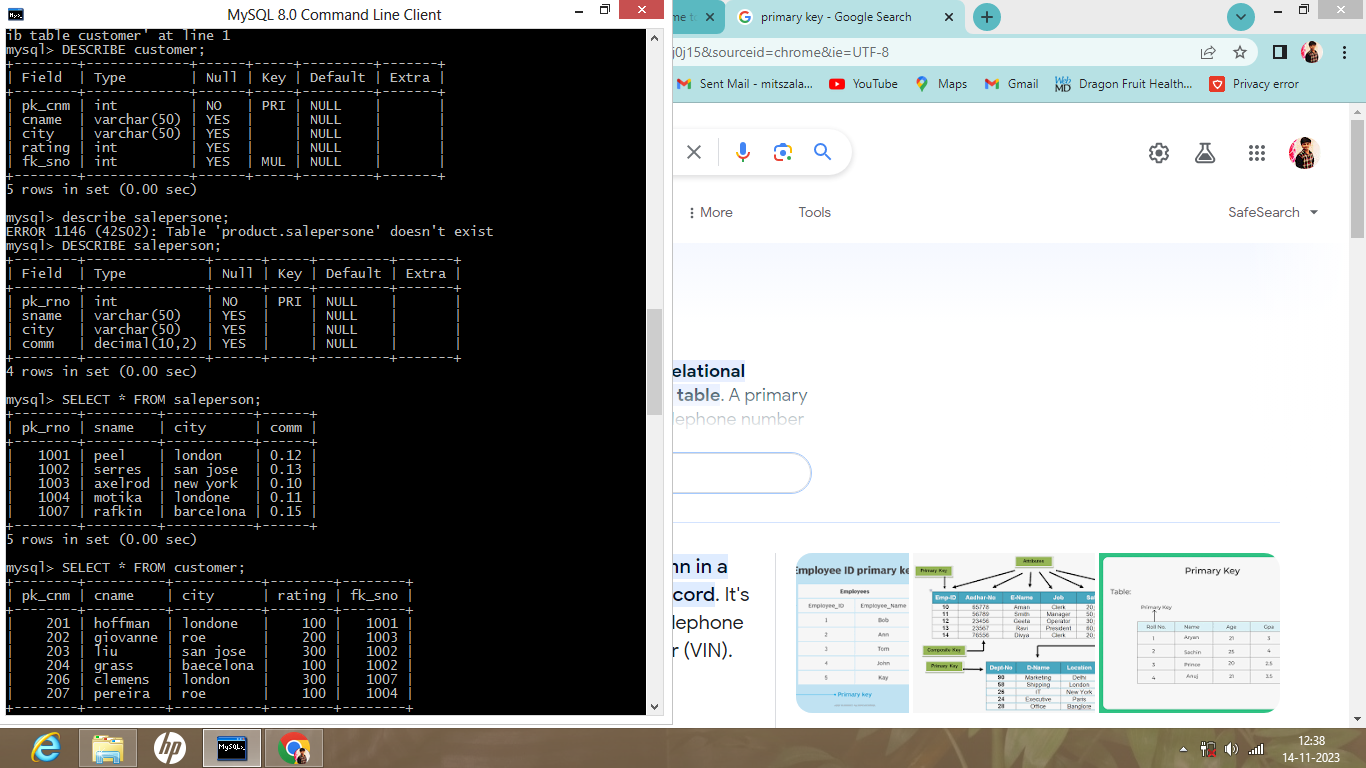 MySQL 8.0 Command Line Client
ib table customer' at line 1
mysql> DESCRIBE customer;
| Field | Type | Null | Key | Default | Extra |
| pk_cnm | int | NO | PRI | NULL | |
| cname | varchar(50) | YES | | NULL | |
| city | varchar(50) | YES | | NULL | |
| rating | int | YES | | NULL | |
| fk_sno | int | YES | MUL | NULL | |
5 rows in set (0.00 sec)
mysql> describe salepersone;
ERROR 1146 (42S02): Table 'product.salepersone' doesn't exist
mysql> DESCRIBE saleperson;
| Field | Type | Null | Key | Default | Extra |
| pk_rno | int | NO | PRI | NULL | |
| sname | varchar(50) | YES | | NULL | |
| city | varchar(50) | YES | | NULL | |
| comm | decimal(10,2) | YES | | NULL | |
4 rows in set (0.00 sec)
mysql> SELECT * FROM saleperson;
| pk_rno | sname | city | comm |
| 1001 | peel | london | 0.12 |
| 1002 | serres | san jose | 0.13 |
| 1003 | axelrod | new york | 0.10 |
| 1004 | motika | londone | 0.11 |
| 1007 | rafkin | barcelona | 0.15 |
5 rows in set (0.00 sec)
mysql> SELECT * FROM customer;
| pk_cnm | cname | city | rating | fk_sno |
| 201 | hoffman | londone | 100 | 1001 |
| 202 | giovanne | roe | 200 | 1003 |
| 203 | liu | san jose | 300 | 1002 |
| 204 | grass | baecelona | 100 | 1002 |
| 206 | clemens | london | 300 | 1007 |
| 207 | pereira | roe | 100 | 1004 |
me to
primary key - Google Search
j0j15&sourceid=chrome&ie=UTF-8
Sent Mail - mitszala... YouTube Maps Gmail Dragon Fruit Health... Privacy error
More Tools SafeSearch
elational
table. A primary
lephone number
nn in a
cord. It's
lephone
r (VIN).
Employee ID primary ke
Employees
Employee_ID Employee_Name
1 Bob
2 Ann
3 Tom
4 John
5 Kay
Primary key
Attributes
Primary Key
Emp-ID Aadhar-No E-Name Job Sa
10 65778 Aman Clerk 20
11 56789 Smith Manager 50
12 23456 Geeta Operator 30
13 23567 Ravi President 60
14 76556 Divya Clerk 20
Composite Key
Primary Key
Dept-No D-Name Location
90 Marketing Delhi
58 Shipping London
26 IT New York
24 Executive Paris
28 Office Banglore
Primary Key
Table:
Primary Key
Roll No. Name Age Gpa
1 Aryan 21 3
2 Sachin 25 4
3 Prince 20 2.5
4 Anuj 21 3.5
hp
MySQL
12:38
14-11-2023